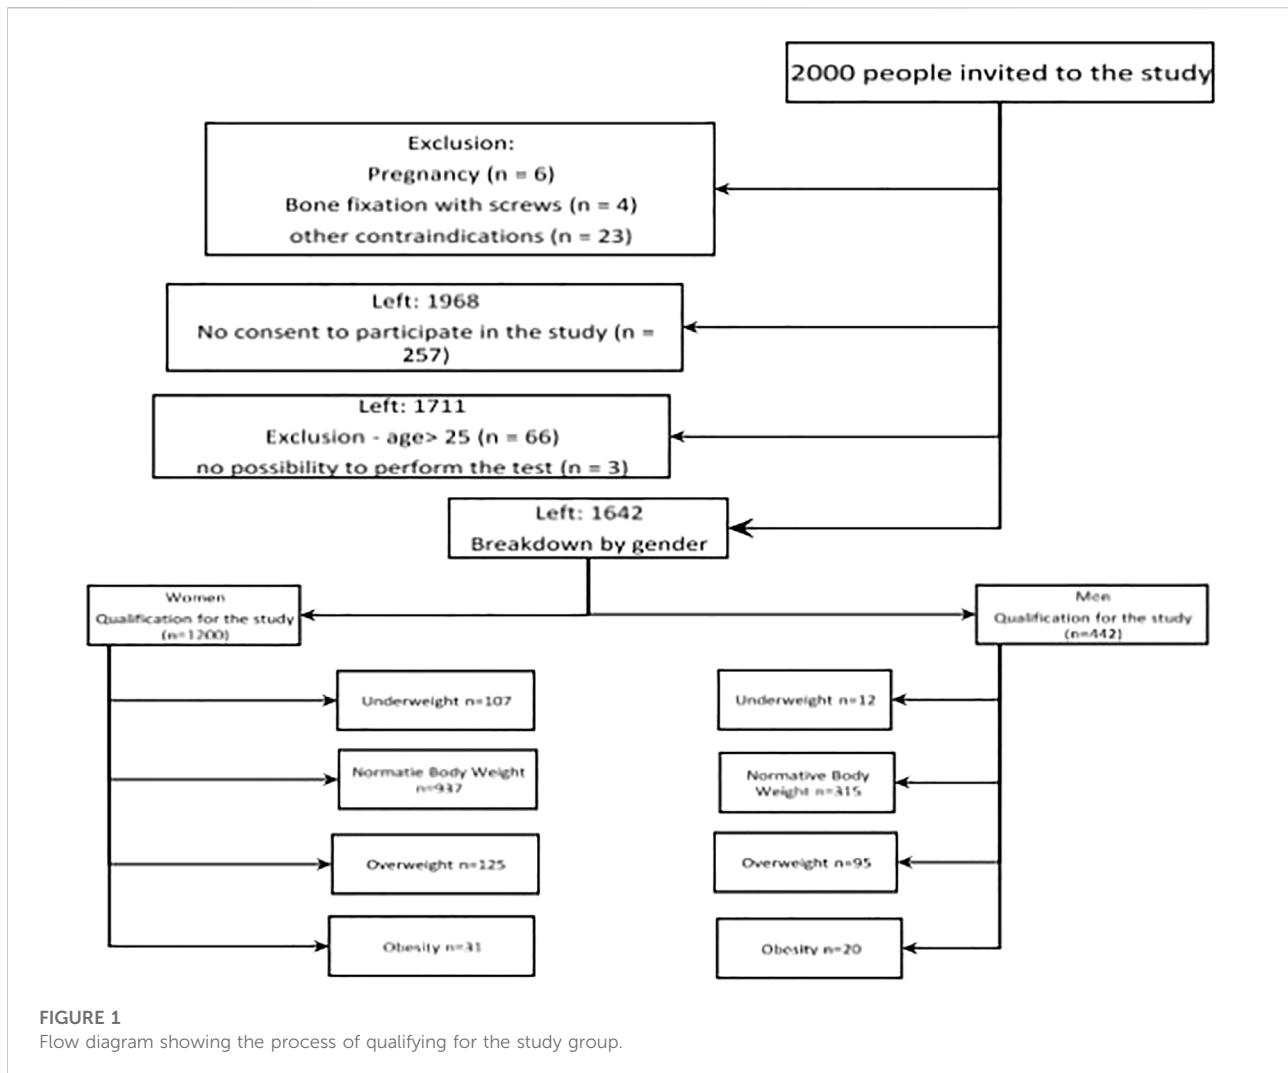 2000 people invited to the study
Exclusion:
Pregnancy (n = 6)
Bone fixation with screws (n = 4)
other contraindications (n = 23)
Left: 1968
No consent to participate in the study (n =
257)
Left: 1711
Exclusion - age> 25 (n = 66)
no possibility to perform the test (n = 3)
Left: 1642
Breakdown by gender
Women
Qualification for the study
(n=1200)
Men
Qualification for the study
(n=442)
Underweight n=107
Normatie Body Weight
n=937
Overweight n=125
Obesity n=31
Underweight n=12
Normative Body
Weight n=315
Overweight n=95
Obesity n=20
FIGURE 1
Flow diagram showing the process of qualifying for the study group.